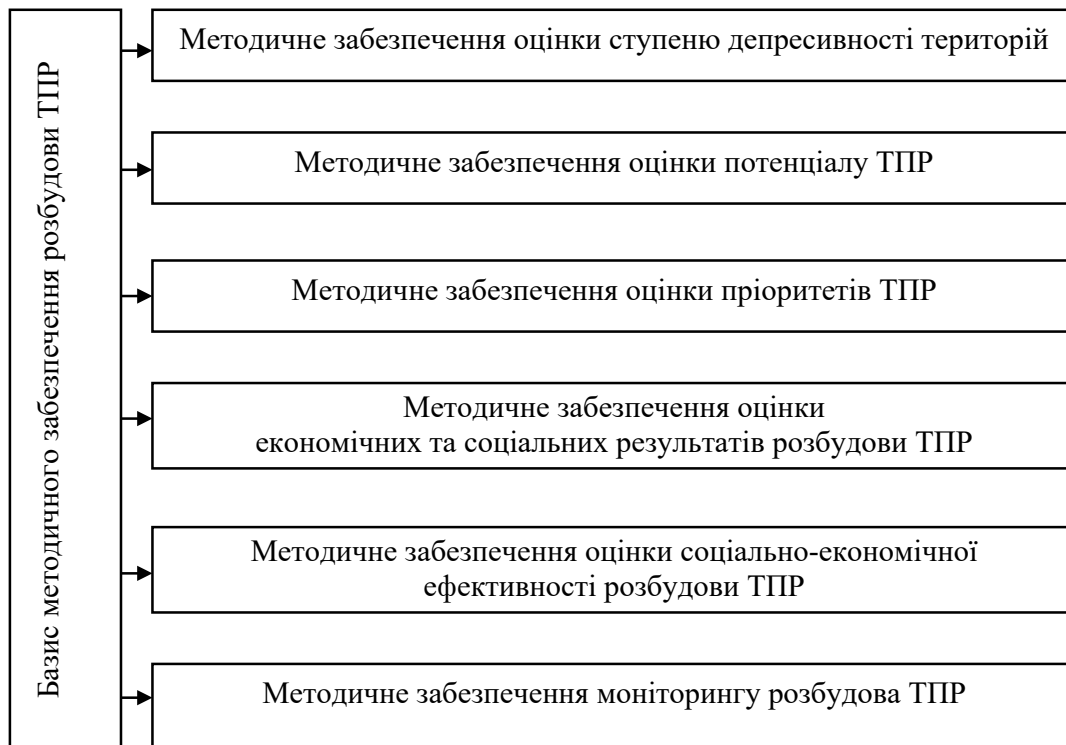 Базис методичного забезпечення розбудови ТПР
Методичне забезпечення оцінки ступеню депресивності територій
Методичне забезпечення оцінки потенціалу ТПР
Методичне забезпечення оцінки пріоритетів ТПР
Методичне забезпечення оцінки
економічних та соціальних результатів розбудови ТПР
Методичне забезпечення оцінки соціально-економічної
ефективності розбудови ТПР
Методичне забезпечення моніторингу розбудова ТПР